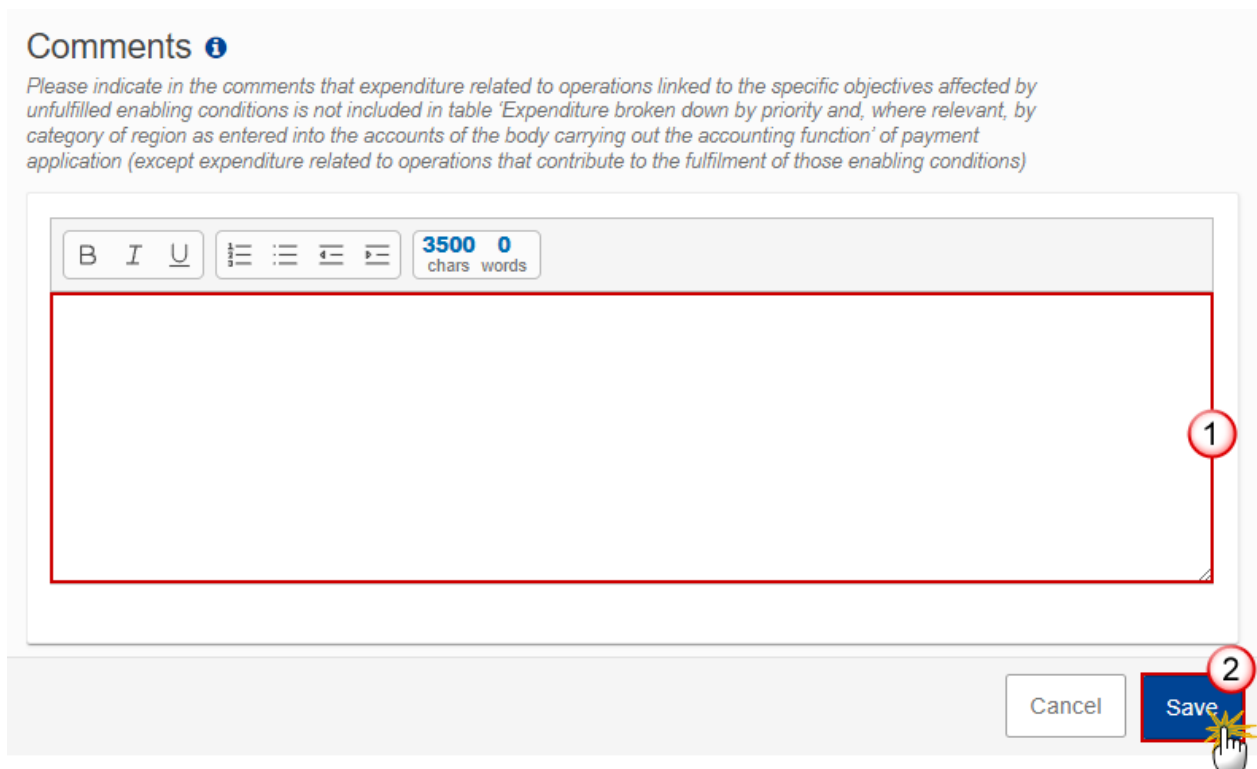 Comments
Please indicate in the comments that expenditure related to operations linked to the specific objectives affected by
unfulfilled enabling conditions is not included in table ‘Expenditure broken down by priority and, where relevant, by
category of region as entered into the accounts of the body carrying out the accounting function’ of payment
application (except expenditure related to operations that contribute to the fulfilment of those enabling conditions)
B I U 3500 0
chars words
1
2
Cancel Save